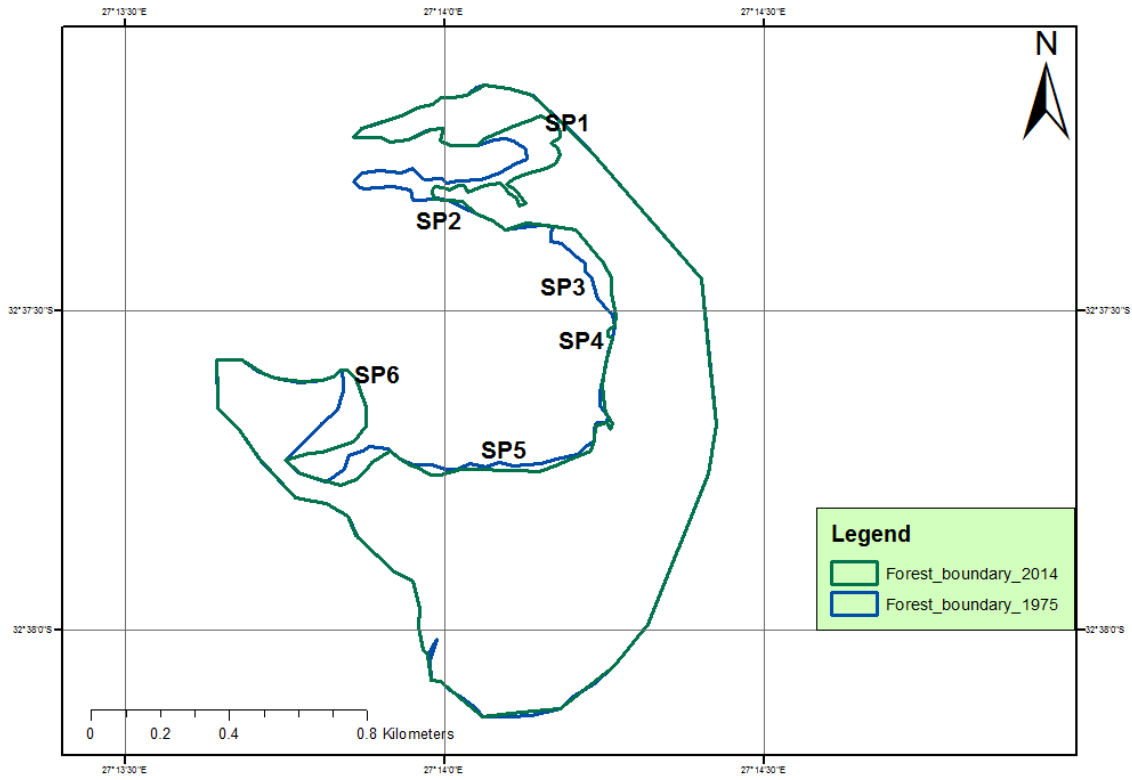 27°13'30"E 27°14'0"E 27°14'30"E
N
SP1
SP2
SP3
32°37'30"S 32°37'30"S
SP4
SP6
SP5
Legend
Forest_boundary_2014
Forest_boundary_1975
32°38'0"S 32°38'0"S
0 0.2 0.4 0.8 Kilometers
27°13'30"E 27°14'0"E 27°14'30"E